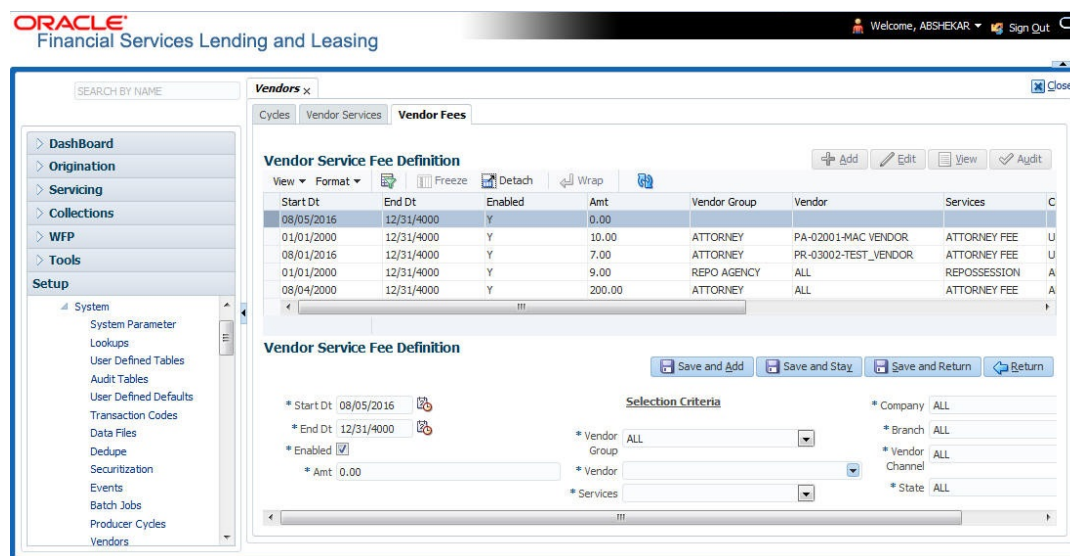 ORACLE
Financial Services Lending and Leasing
Welcome, ABSHEKAR
Sign Out
SEARCH BY NAME
DashBoard
Origination
Servicing
Collections
WFP
Tools
Setup
System
System Parameter
Lookups
User Defined Tables
Audit Tables
User Defined Defaults
Transaction Codes
Data Files
Dedupe
Securitization
Events
Batch Jobs
Producer Cycles
Vendors
Vendors x
Close
Cycles Vendor Services Vendor Fees
Vendor Service Fee Definition
Add Edit View Audit
View Format Freeze Detach Wrap
Start Dt End Dt Enabled Amt Vendor Group Vendor Services C
08/05/2016 12/31/4000 Y 0.00
01/01/2000 12/31/4000 Y 10.00 ATTORNEY PA-02001-MAC VENDOR ATTORNEY FEE U
08/01/2016 12/31/4000 Y 7.00 ATTORNEY PR-03002-TEST_VENDOR ATTORNEY FEE U
01/01/2000 12/31/4000 Y 9.00 REPO AGENCY ALL REPOSSESSION A
08/04/2000 12/31/4000 Y 200.00 ATTORNEY ALL ATTORNEY FEE A
Vendor Service Fee Definition
Save and Add Save and Stay Save and Return Return
* Start Dt 08/05/2016
* End Dt 12/31/4000
* Enabled
* Amt 0.00
Selection Criteria
* Vendor Group ALL
* Vendor
* Services
* Company ALL
* Branch ALL
* Vendor Channel ALL
* State ALL